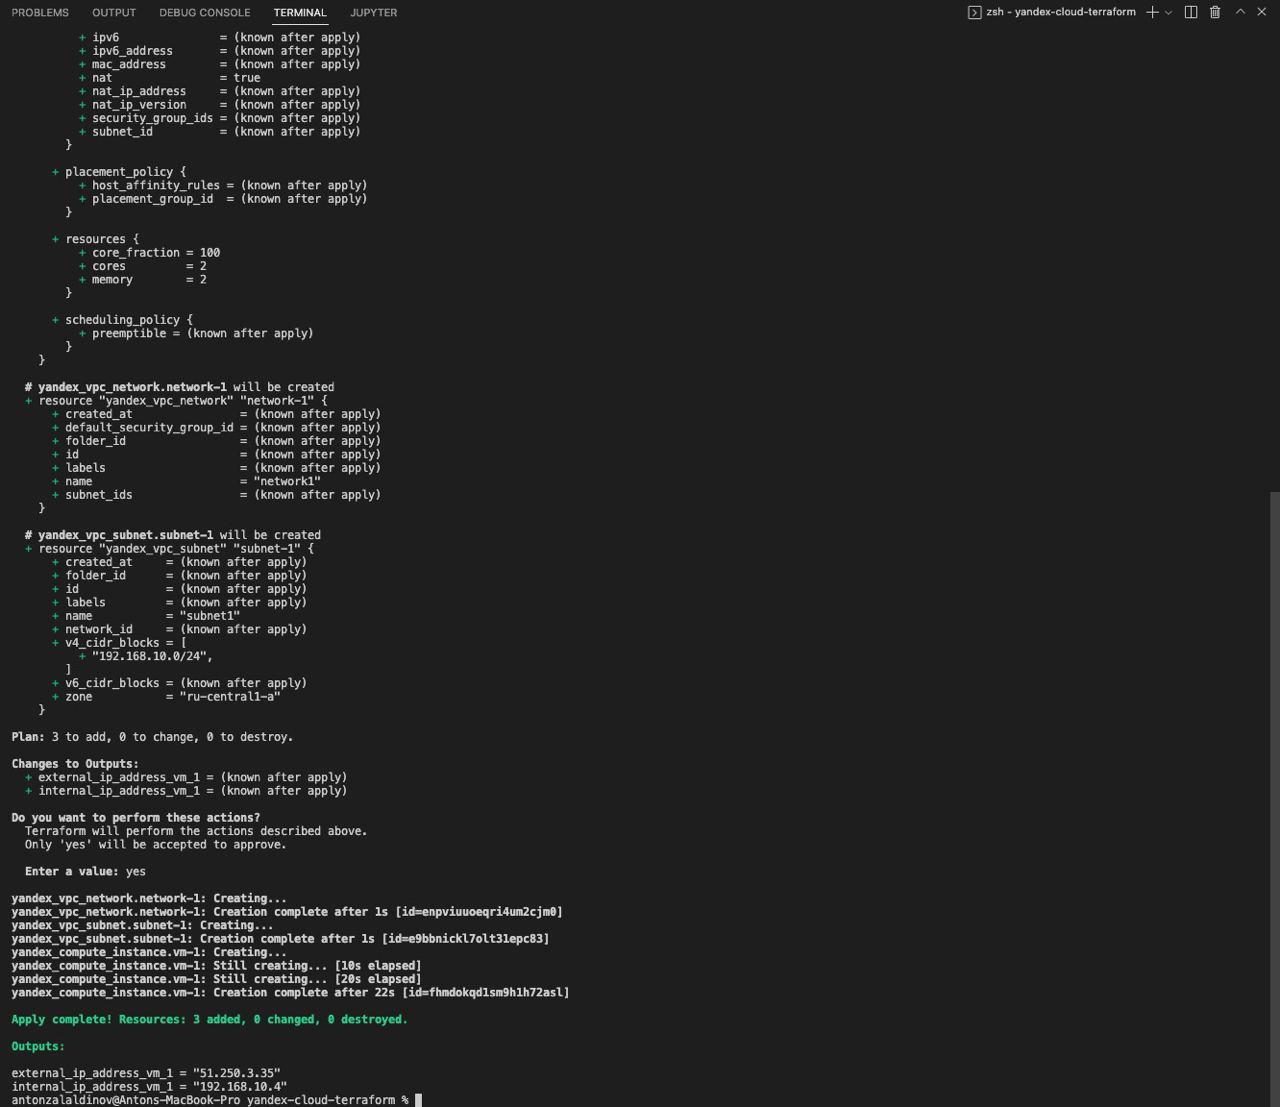 PROBLEMS OUTPUT DEBUG CONSOLE TERMINAL JUPYTER zsh - yandex-cloud-terraform
+ ipv6 = (known after apply)
+ ipv6_address = (known after apply)
+ mac_address = (known after apply)
+ nat = true
+ nat_ip_address = (known after apply)
+ nat_ip_version = (known after apply)
+ security_group_ids = (known after apply)
+ subnet_id = (known after apply)
}
+ placement_policy {
+ host_affinity_rules = (known after apply)
+ placement_group_id = (known after apply)
}
+ resources {
+ core_fraction = 100
+ cores = 2
+ memory = 2
}
+ scheduling_policy {
+ preemptible = (known after apply)
}
}
# yandex_vpc_network.network-1 will be created
+ resource "yandex_vpc_network" "network-1" {
+ created_at = (known after apply)
+ default_security_group_id = (known after apply)
+ folder_id = (known after apply)
+ id = (known after apply)
+ labels = (known after apply)
+ name = "network1"
+ subnet_ids = (known after apply)
}
# yandex_vpc_subnet.subnet-1 will be created
+ resource "yandex_vpc_subnet" "subnet-1" {
+ created_at = (known after apply)
+ folder_id = (known after apply)
+ id = (known after apply)
+ labels = (known after apply)
+ name = "subnet1"
+ network_id = (known after apply)
+ v4_cidr_blocks = [
+ "192.168.10.0/24",
]
+ v6_cidr_blocks = (known after apply)
+ zone = "ru-central1-a"
}
Plan: 3 to add, 0 to change, 0 to destroy.
Changes to Outputs:
+ external_ip_address_vm_1 = (known after apply)
+ internal_ip_address_vm_1 = (known after apply)
Do you want to perform these actions?
Terraform will perform the actions described above.
Only 'yes' will be accepted to approve.
Enter a value: yes
yandex_vpc_network.network-1: Creating...
yandex_vpc_network.network-1: Creation complete after 1s [id=enpviuuoeqri4um2cjm0]
yandex_vpc_subnet.subnet-1: Creating...
yandex_vpc_subnet.subnet-1: Creation complete after 1s [id=e9bbnickl7olt31epc83]
yandex_compute_instance.vm-1: Creating...
yandex_compute_instance.vm-1: Still creating... [10s elapsed]
yandex_compute_instance.vm-1: Still creating... [20s elapsed]
yandex_compute_instance.vm-1: Creation complete after 22s [id=fhmdokqd1sm9h1h72asl]
Apply complete! Resources: 3 added, 0 changed, 0 destroyed.
Outputs:
external_ip_address_vm_1 = "51.250.3.35"
internal_ip_address_vm_1 = "192.168.10.4"
antonzalaldinov@Antons-MacBook-Pro yandex-cloud-terraform %